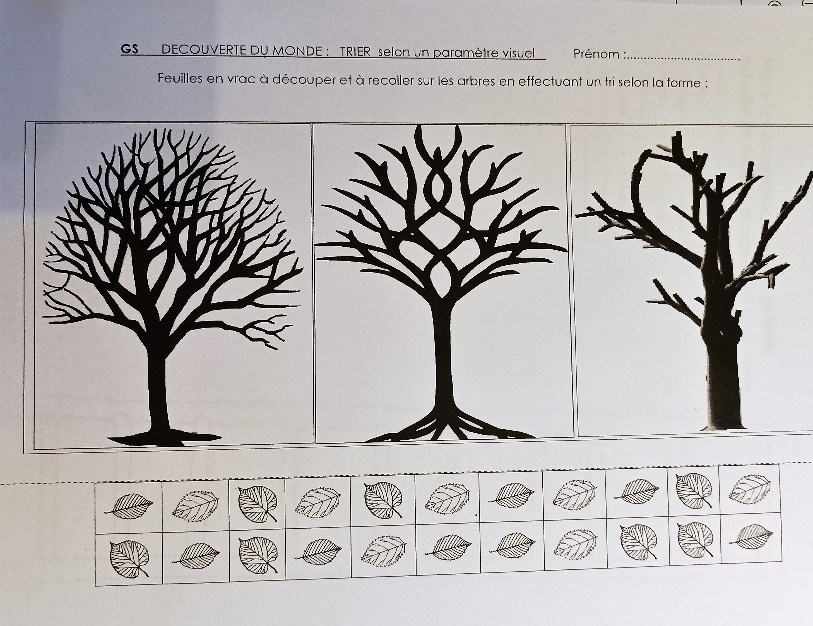 GS DECOUVERTE DU MONDE : TRIER selon un paramètre visuel Prénom :..............................
Feuilles en vrac à découper et à recoller sur les arbres en effectuant un tri selon la forme :